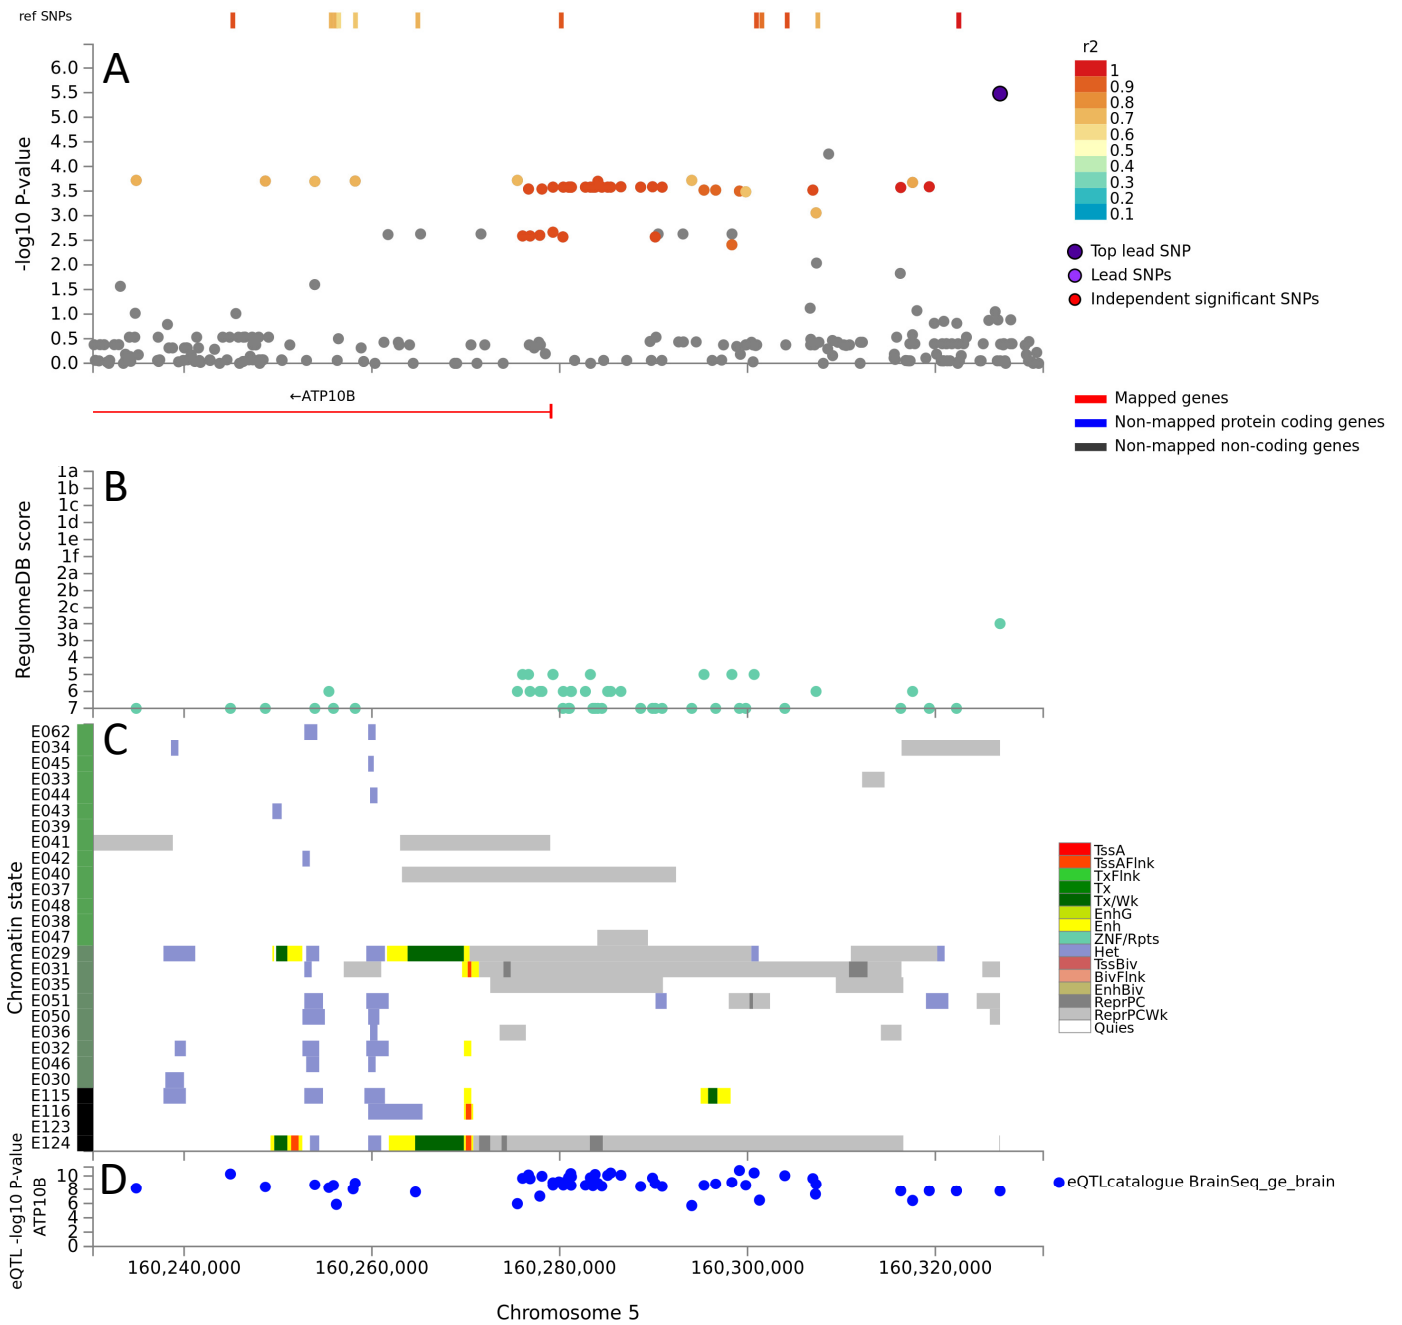 ref SNPs
A
6.0
5.5
5.0
4.5
4.0
3.5
3.0
2.5
2.0
1.5
1.0
0.5
0.0
-log10 P-value
r2
1
0.9
0.8
0.7
0.6
0.5
0.4
0.3
0.2
0.1
Top lead SNP
Lead SNPs
Independent significant SNPs
←ATP10B
Mapped genes
Non-mapped protein coding genes
Non-mapped non-coding genes
B
1a
1b
1c
1d
1e
1f
2a
2b
2c
3a
3b
4
5
6
7
RegulomeDB score
C
E062
E034
E045
E033
E044
E043
E039
E041
E042
E040
E037
E048
E038
E047
E029
E031
E035
E051
E050
E036
E032
E046
E030
E115
E116
E123
E124
Chromatin state
TssA
TssAFlnk
TxFlnk
Tx
Tx/Wk
EnhG
Enh
ZNF/Rpts
Het
TssBiv
BivFlnk
EnhBiv
ReprPC
ReprPCWk
Quies
D
10
8
6
4
2
0
eQTL -log10 P-value
ATP10B
eQTLcatalogue BrainSeq_ge_brain
160,240,000
160,260,000
160,280,000
160,300,000
160,320,000
Chromosome 5